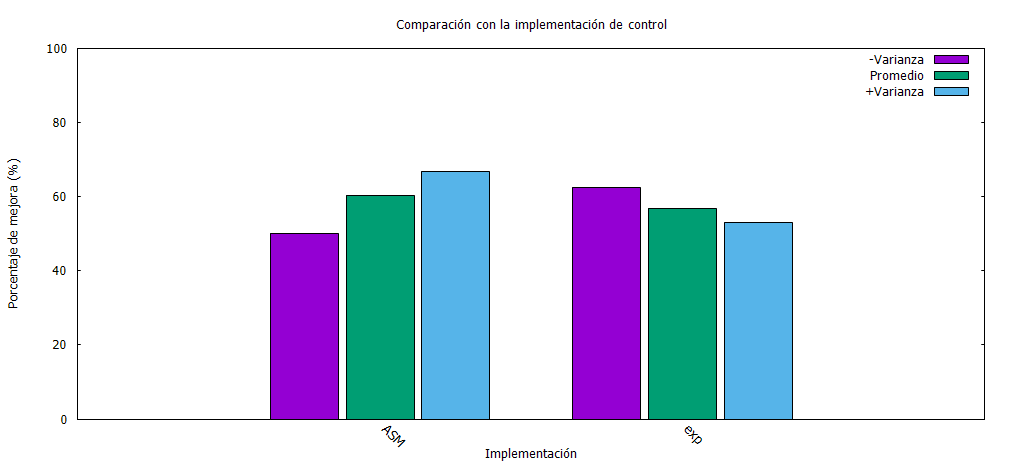 Comparación con la implementación de control
-Varianza
Promedio
+Varianza
100
80
60
40
20
0
Porcentaje de mejora (%)
ASM
exp
Implementación